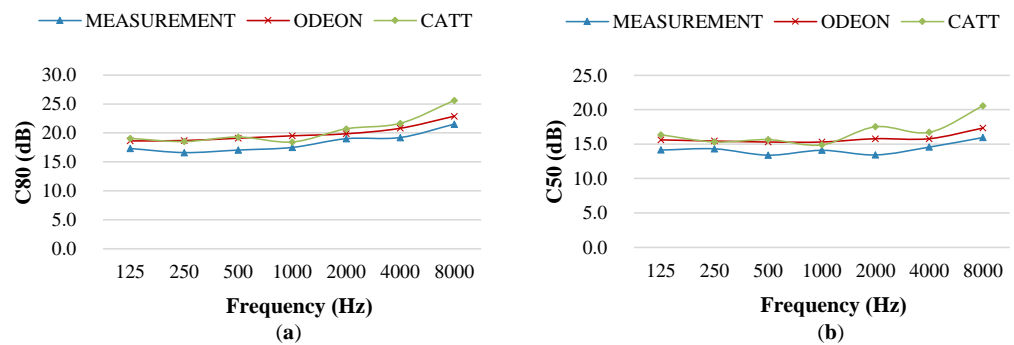 MEASUREMENT ODEON CATT
30.0
25.0
20.0
15.0
10.0
5.0
0.0
C80 (dB)
125 250 500 1000 2000 4000 8000
Frequency (Hz)
(a)
MEASUREMENT ODEON CATT
25.0
20.0
15.0
10.0
5.0
0.0
C50 (dB)
125 250 500 1000 2000 4000 8000
Frequency (Hz)
(b)